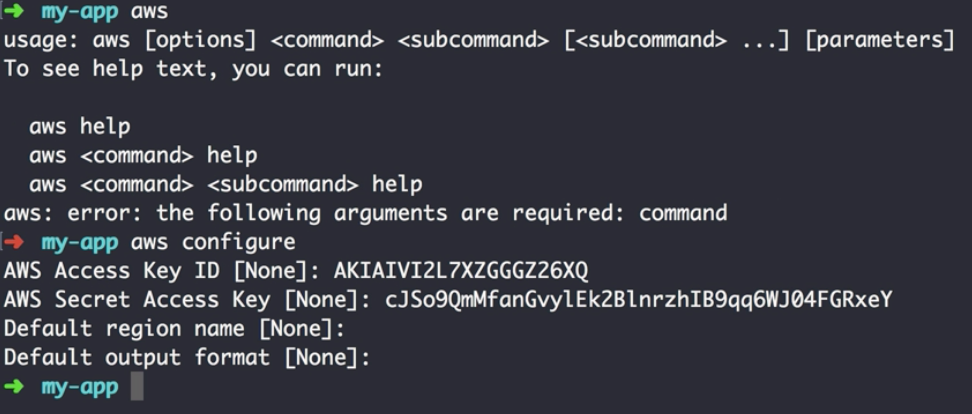 ➜ my-app aws
usage: aws [options] <command> <subcommand> [<subcommand> ...] [parameters]
To see help text, you can run:
aws help
aws <command> help
aws <command> <subcommand> help
aws: error: the following arguments are required: command
➜ my-app aws configure
AWS Access Key ID [None]: AKIAIVI2L7XZGGGZ26XQ
AWS Secret Access Key [None]: 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
Default region name [None]:
Default output format [None]:
➜ my-app